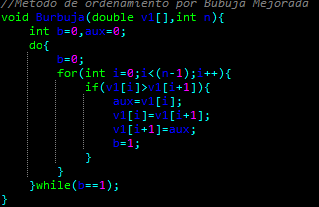 //Metodo de ordenamiento por Bubuja Mejorada
void Burbuja(double v1[],int n){
int b=0,aux=0;
do{
b=0;
for(int i=0;i<(n-1);i++){
if(v1[i]>v1[i+1]){
aux=v1[i];
v1[i]=v1[i+1];
v1[i+1]=aux;
b=1;
}
}
}while(b==1);
}